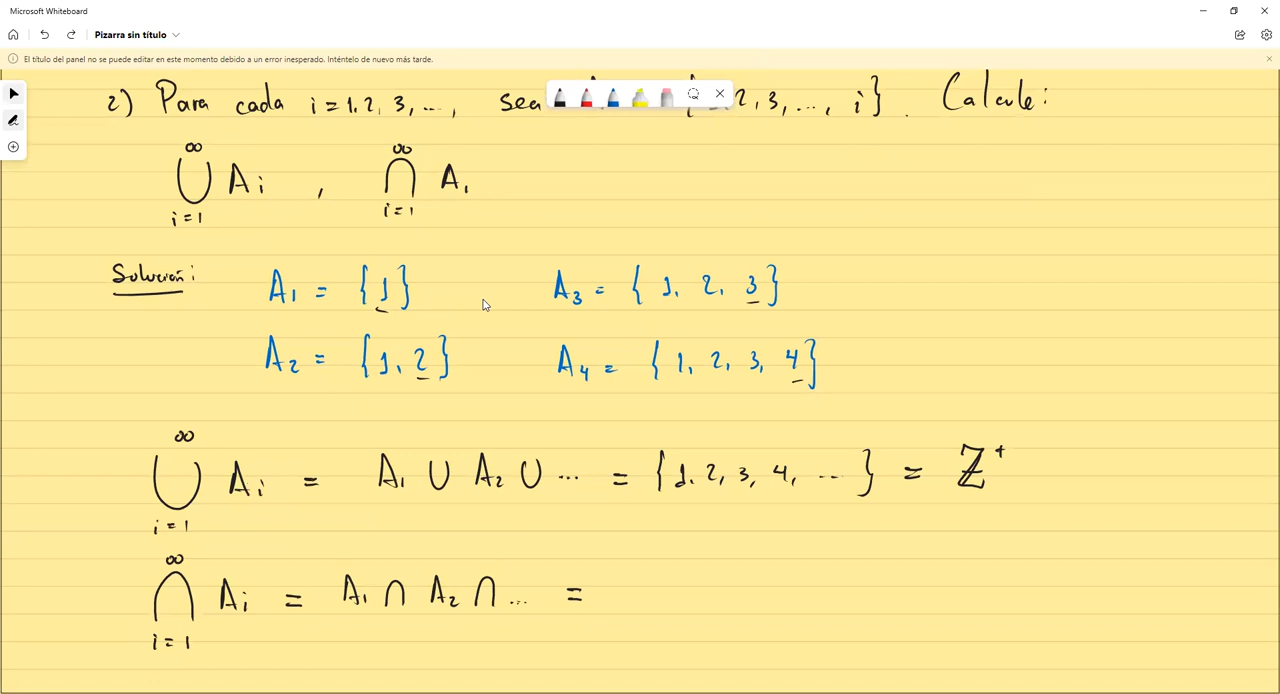 Microsoft Whiteboard
Pizarra sin título
El título del panel no se puede editar en este momento debido a un error inesperado. Inténtelo de nuevo más tarde.
2) Para cada i = 1, 2, 3, ..., sea 2, 3, ..., i}. Calcule:
∞ ⋃ i=1 Ai , ∞ ⋂ i=1 Ai
Solución:
A1 = {1} A3 = {1, 2, 3}
A2 = {1, 2} A4 = {1, 2, 3, 4}
∞ ⋃ i=1 Ai = A1 ∪ A2 ∪ ... = {1, 2, 3, 4, ...} = ℤ+
∞ ⋂ i=1 Ai = A1 ∩ A2 ∩ ... =